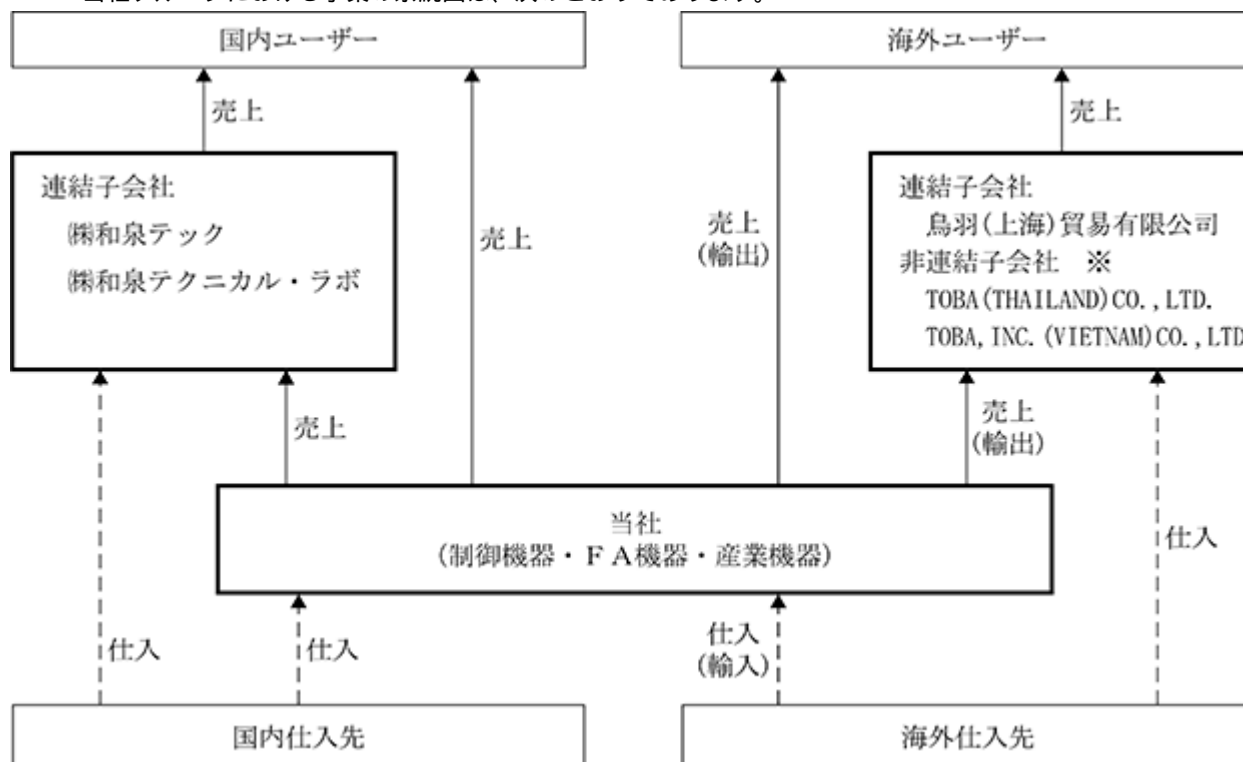 国内ユーザー
海外ユーザー
売上
売上
連結子会社
㈱和泉テック
㈱和泉テクニカル・ラボ
売上
売上
(輸出)
連結子会社
鳥羽(上海)貿易有限公司
非連結子会社 ※
TOBA(THAILAND)CO.,LTD.
TOBA,INC.(VIETNAM)CO.,LTD
売上
売上
(輸出)
当社
(制御機器・ＦＡ機器・産業機器)
仕入
仕入
仕入
仕入
(輸入)
国内仕入先
海外仕入先